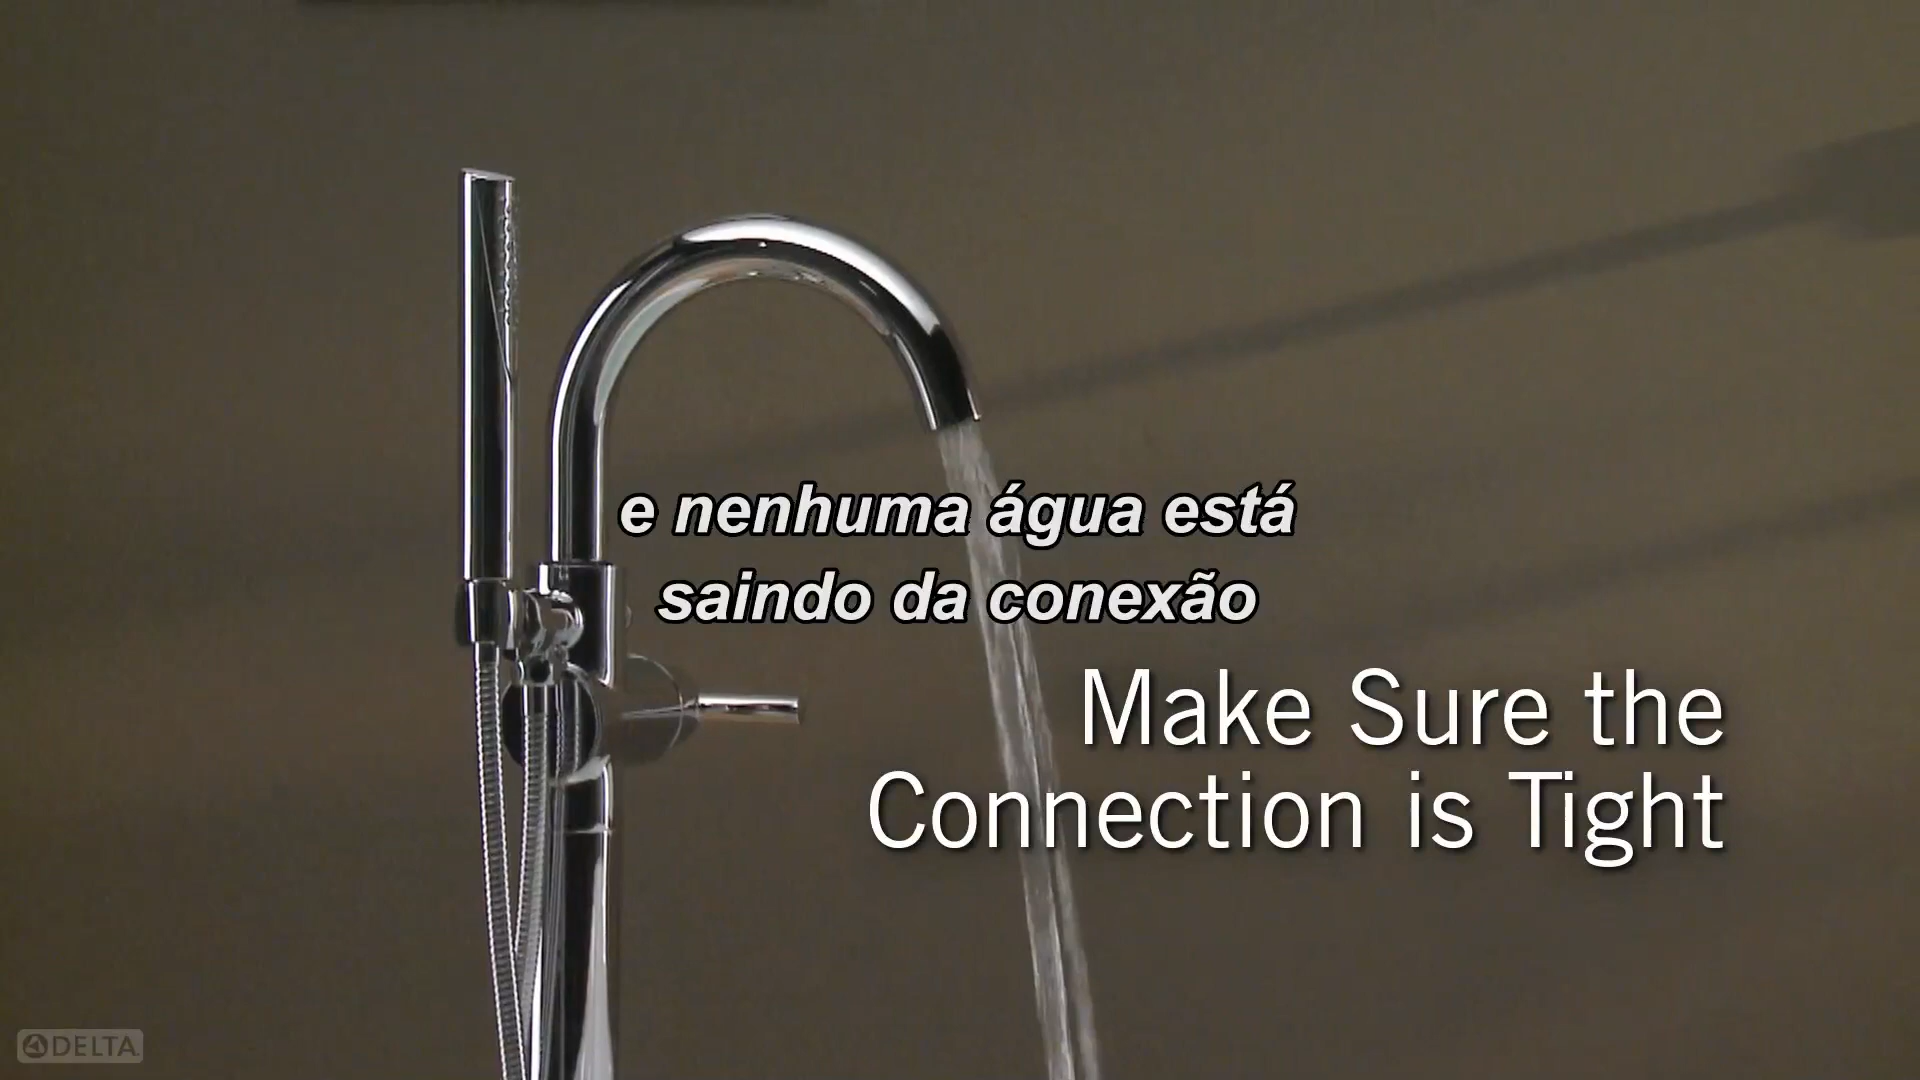 e nenhuma água está
saindo da conexão
Make Sure the
Connection is Tight
DELTA